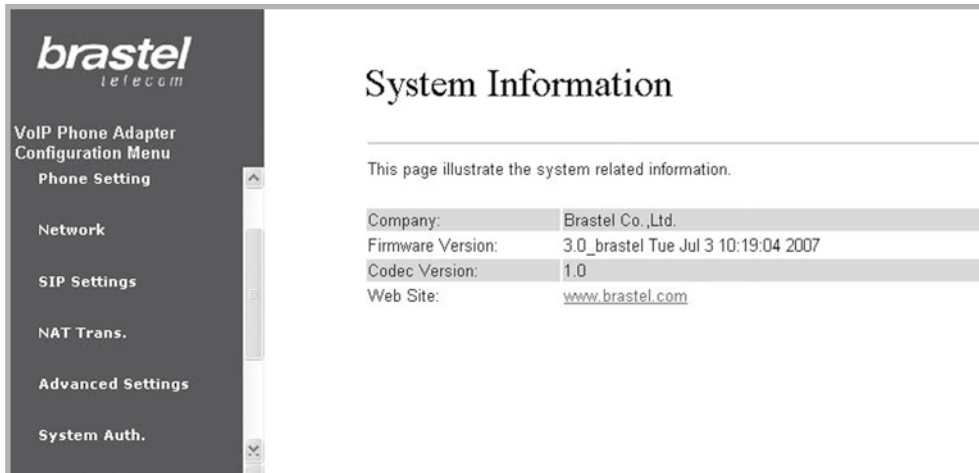 brastel
telecom
VoIP Phone Adapter
Configuration Menu
Phone Setting
Network
SIP Settings
NAT Trans.
Advanced Settings
System Auth.
System Information
This page illustrate the system related information.
Company: Brastel Co.,Ltd.
Firmware Version: 3.0_brastel Tue Jul 3 10:19:04 2007
Codec Version: 1.0
Web Site: www.brastel.com